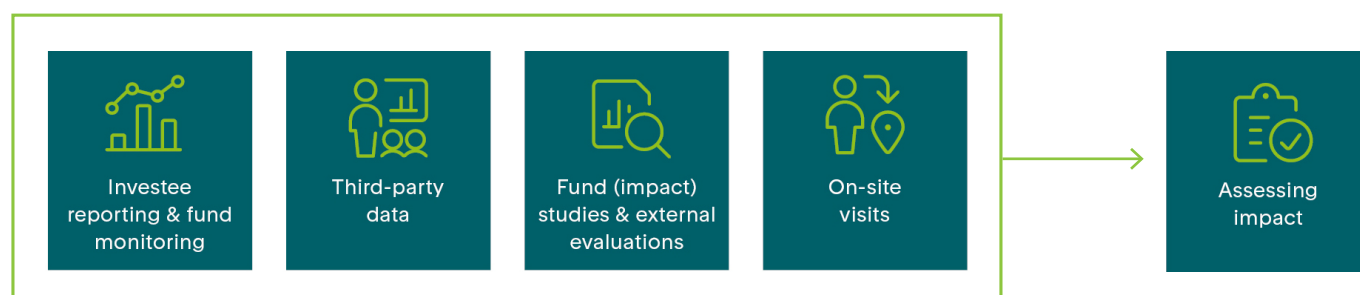 Investee
reporting & fund
monitoring
Third-party
data
Fund (impact)
studies & external
evaluations
On-site
visits
Assessing
impact